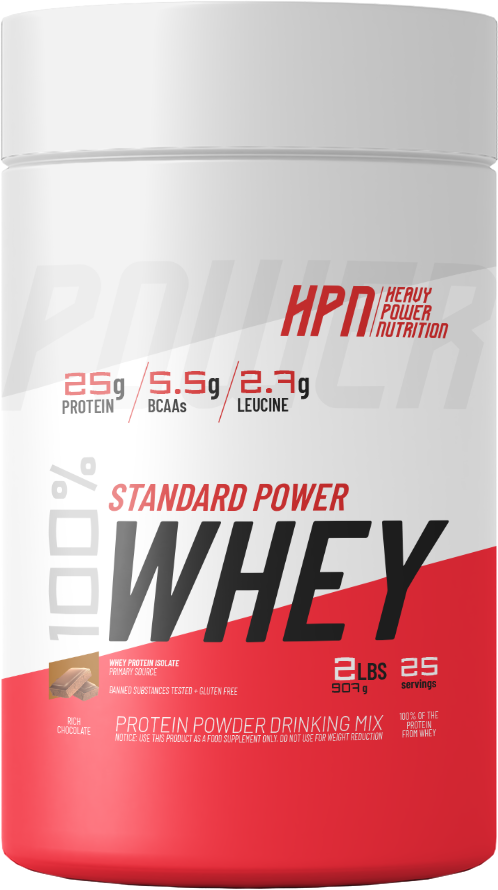 POWER
HPN
HEAVY
POWER
NUTRITION
25g
PROTEIN
5.5g
BCAAs
2.7g
LEUCINE
100%
STANDARD POWER
WHEY
WHEY PROTEIN ISOLATE
PRIMARY SOURCE
BANNED SUBSTANCES TESTED + GLUTEN FREE
2LBS
907 g
25
servings
RICH
CHOCOLATE
PROTEIN POWDER DRINKING MIX
NOTICE: USE THIS PRODUCT AS A FOOD SUPPLEMENT ONLY. DO NOT USE FOR WEIGHT REDUCTION
100% OF THE
PROTEIN
FROM WHEY